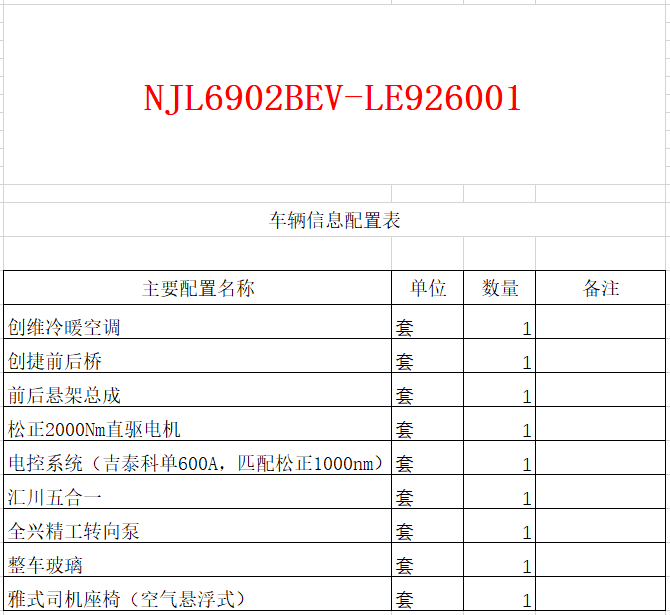 NJL6902BEV-LE926001
车辆信息配置表
主要配置名称 单位 数量 备注
创维冷暖空调 套 1
创捷前后桥 套 1
前后悬架总成 套 1
松正2000Nm直驱电机 套 1
电控系统（吉泰科单600A，匹配松正1000nm） 套 1
汇川五合一 套 1
全兴精工转向泵 套 1
整车玻璃 套 1
雅式司机座椅（空气悬浮式） 套 1